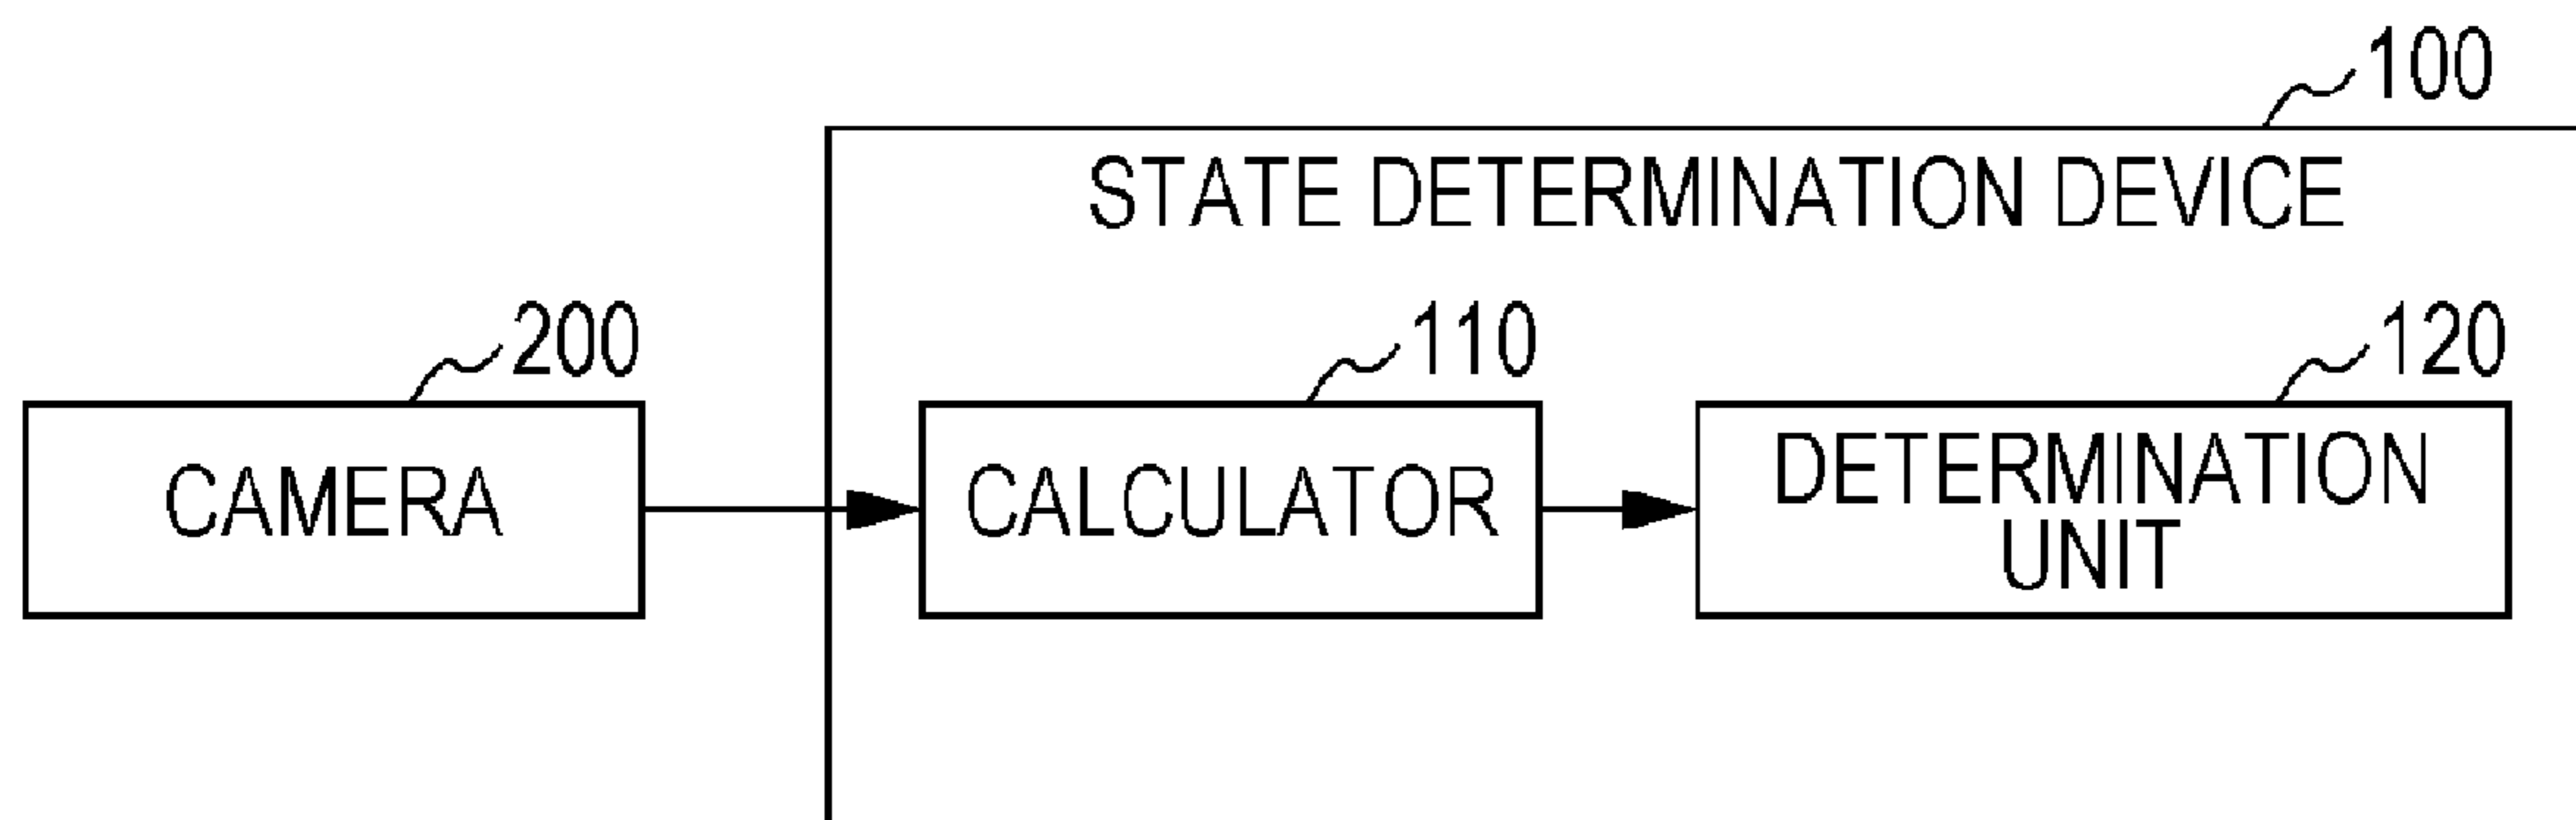 100
STATE DETERMINATION DEVICE
200
110
120
CAMERA
CALCULATOR
DETERMINATION
UNIT